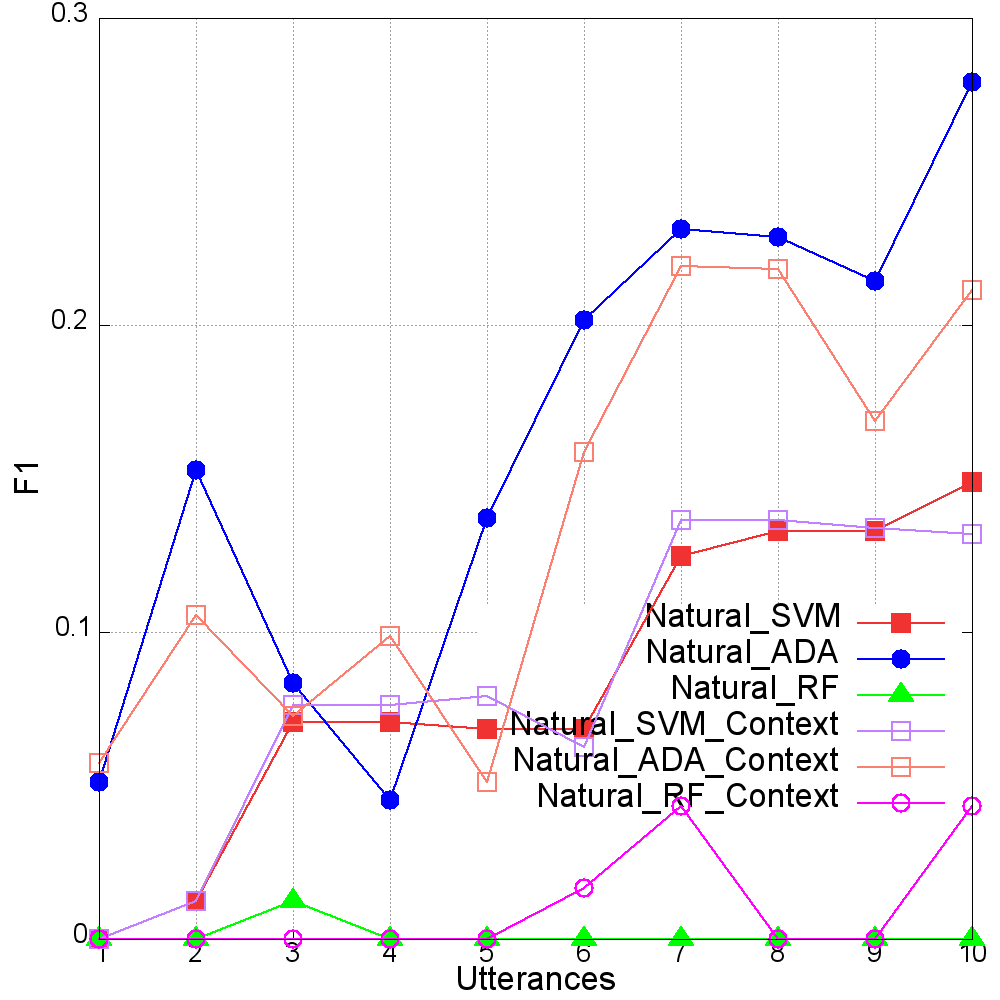 0.3
0.2
0.1
0
F1
Natural_SVM
Natural_ADA
Natural_RF
Natural_SVM_Context
Natural_ADA_Context
Natural_RF_Context
1 2 3 4 5 6 7 8 9 10
Utterances